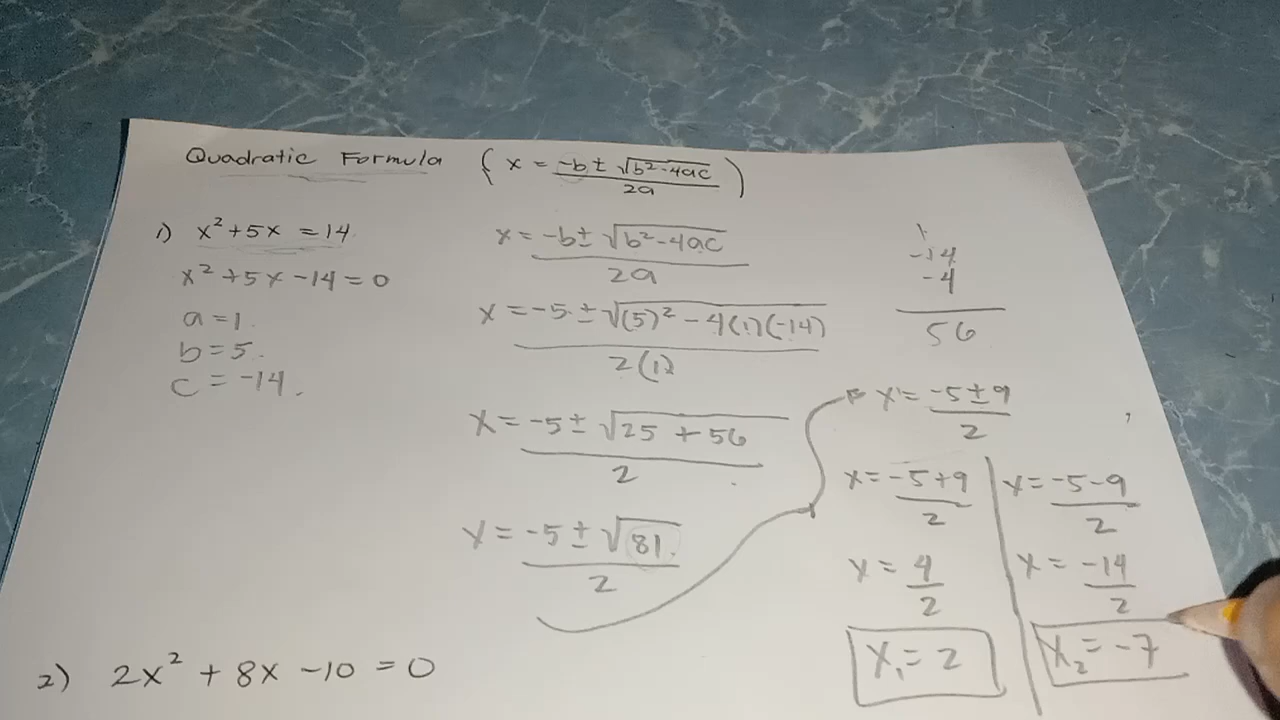 Quadratic Formula (x = -b ± √b²-4ac / 2a)
1) x² + 5x = 14
x² + 5x - 14 = 0
a = 1.
b = 5.
c = -14.
x = -b ± √b² - 4ac / 2a
x = -5 ± √(5)² - 4(1)(-14) / 2(1)
x = -5 ± √25 + 56 / 2
x = -5 ± √81 / 2
1
-14
-4
56
x = -5 ± 9 / 2
x = -5+9 / 2
x = 4 / 2
x₁ = 2
x = -5-9 / 2
x = -14 / 2
x₂ = -7
2) 2x² + 8x - 10 = 0